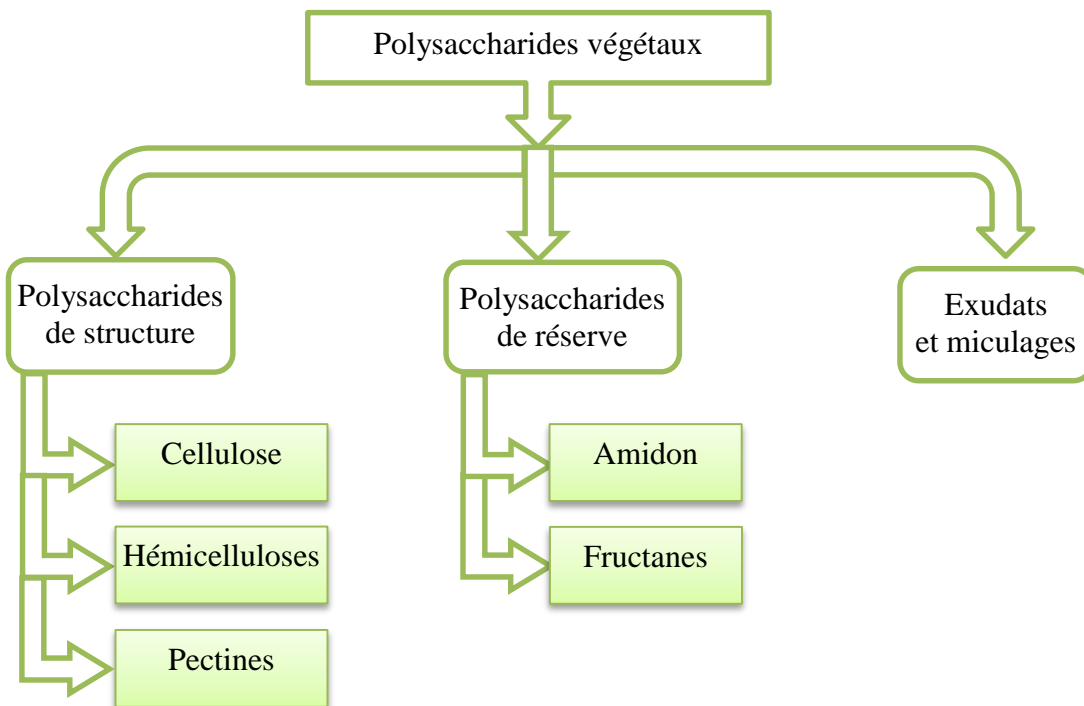 Polysaccharides végétaux
Polysaccharides
de structure
Polysaccharides
de réserve
Exudats
et miculages
Cellulose
Amidon
Hémicelluloses
Fructanes
Pectines